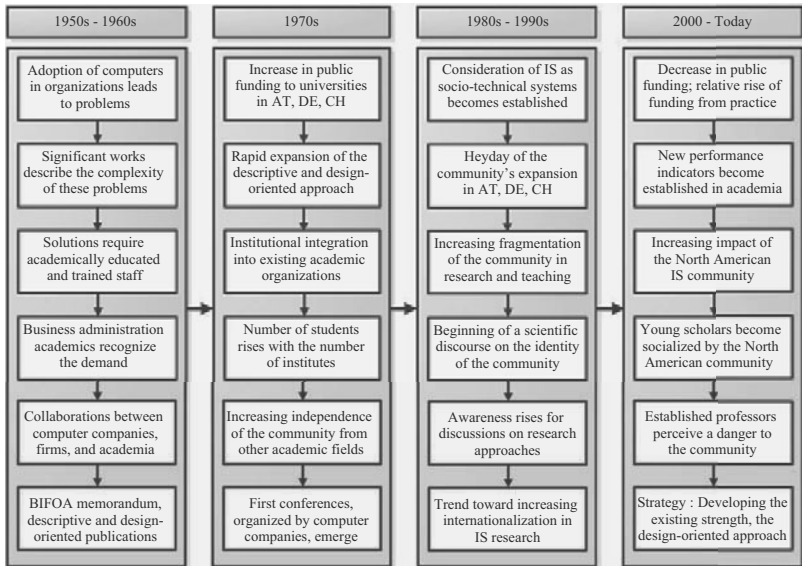 1950s - 1960s
Adoption of computers
in organizations leads
to problems
Significant works
describe the complexity
of these problems
Solutions require
academically educated
and trained staff
Business administration
academics recognize
the demand
Collaborations between
computer companies,
firms, and academia
BIFOA memorandum,
descriptive and design-
oriented publications
1970s
Increase in public
funding to universities
in AT, DE, CH
Rapid expansion of the
descriptive and design-
oriented approach
Institutional integration
into existing academic
organizations
Number of students
rises with the number
of institutes
Increasing independence
of the community from
other academic fields
First conferences,
organized by computer
companies, emerge
1980s - 1990s
Consideration of IS as
socio-technical systems
becomes established
Heyday of the
community's expansion
in AT, DE, CH
Increasing fragmentation
of the community in
research and teaching
Beginning of a scientific
discourse on the identity
of the community
Awareness rises for
discussions on research
approaches
Trend toward increasing
internationalization in
IS research
2000 - Today
Decrease in public
funding; relative rise of
funding from practice
New performance
indicators become
established in academia
Increasing impact of
the North American
IS community
Young scholars become
socialized by the North
American community
Established professors
perceive a danger to
the community
Strategy : Developing the
existing strength, the
design-oriented approach